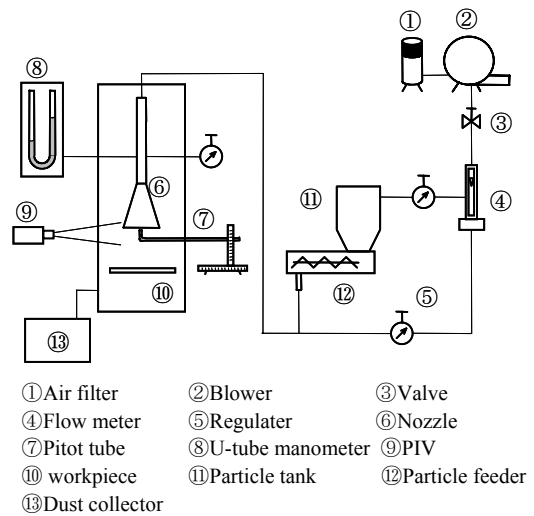 ① ②
⑧ ③
⑥ ④
⑨ ⑦ ⑪
⑩ ⑫ ⑤
⑬
①Air filter ②Blower ③Valve
④Flow meter ⑤Regulater ⑥Nozzle
⑦Pitot tube ⑧U-tube manometer ⑨PIV
⑩ workpiece ⑪Particle tank ⑫Particle feeder
⑬Dust collector